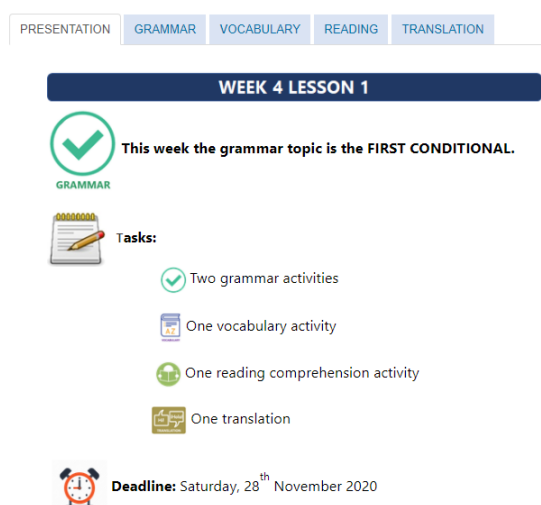 PRESENTATION GRAMMAR VOCABULARY READING TRANSLATION
WEEK 4 LESSON 1
This week the grammar topic is the FIRST CONDITIONAL.
GRAMMAR
Tasks:
Two grammar activities
AZ
One vocabulary activity
One reading comprehension activity
One translation
Deadline: Saturday, 28th November 2020